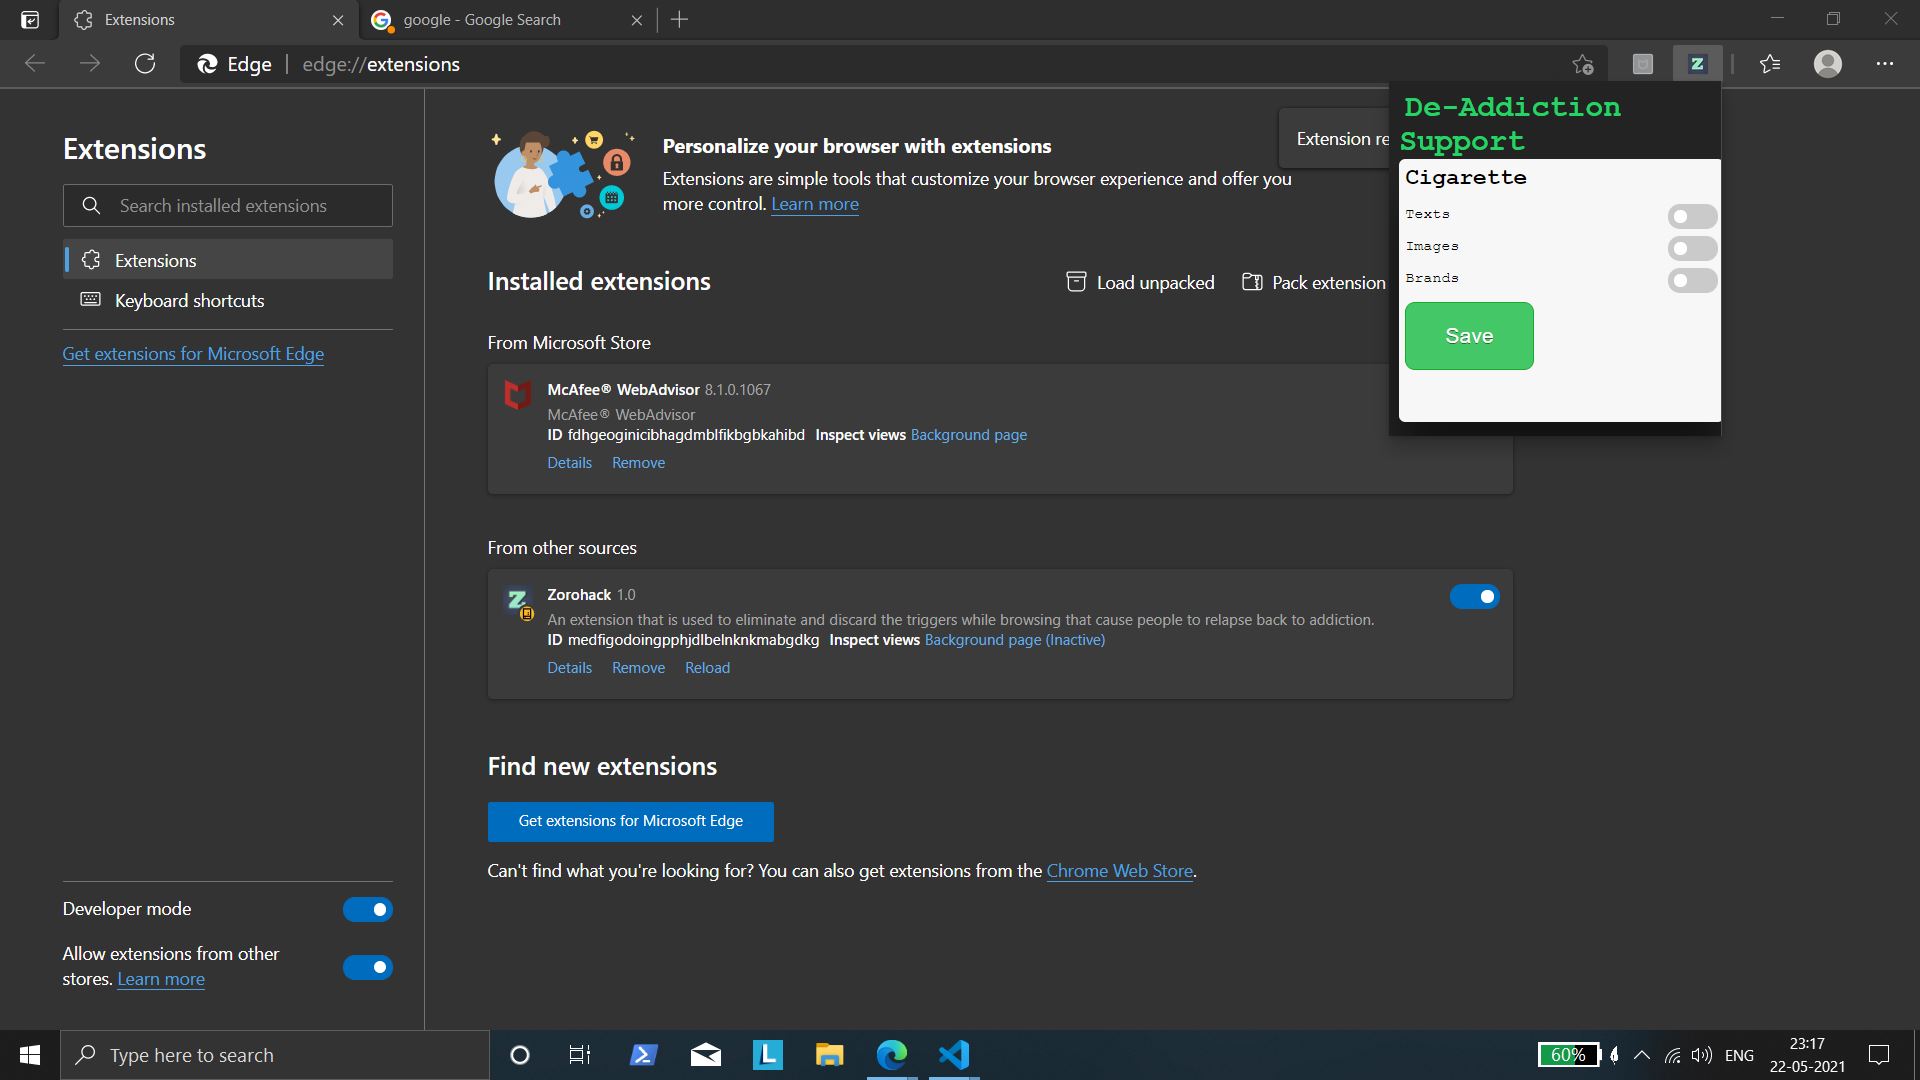 Extensions
google - Google Search
Edge | edge://extensions
Extensions
Search installed extensions
Extensions
Keyboard shortcuts
Get extensions for Microsoft Edge
Developer mode
Allow extensions from other
stores. Learn more
Personalize your browser with extensions
Extensions are simple tools that customize your browser experience and offer you
more control. Learn more
Extension re
Installed extensions
Load unpacked
Pack extension
From Microsoft Store
McAfee® WebAdvisor 8.1.0.1067
McAfee® WebAdvisor
ID fdhgeoginicibhagdmblfikbgbkahibd Inspect views Background page
Details Remove
From other sources
Zorohack 1.0
An extension that is used to eliminate and discard the triggers while browsing that cause people to relapse back to addiction.
ID medfigodoingpphjdlbelnknkmabgdkg Inspect views Background page (Inactive)
Details Remove Reload
Find new extensions
Get extensions for Microsoft Edge
Can't find what you're looking for? You can also get extensions from the Chrome Web Store.
De-Addiction
Support
Cigarette
Texts
Images
Brands
Save
Type here to search
60%
ENG
23:17
22-05-2021